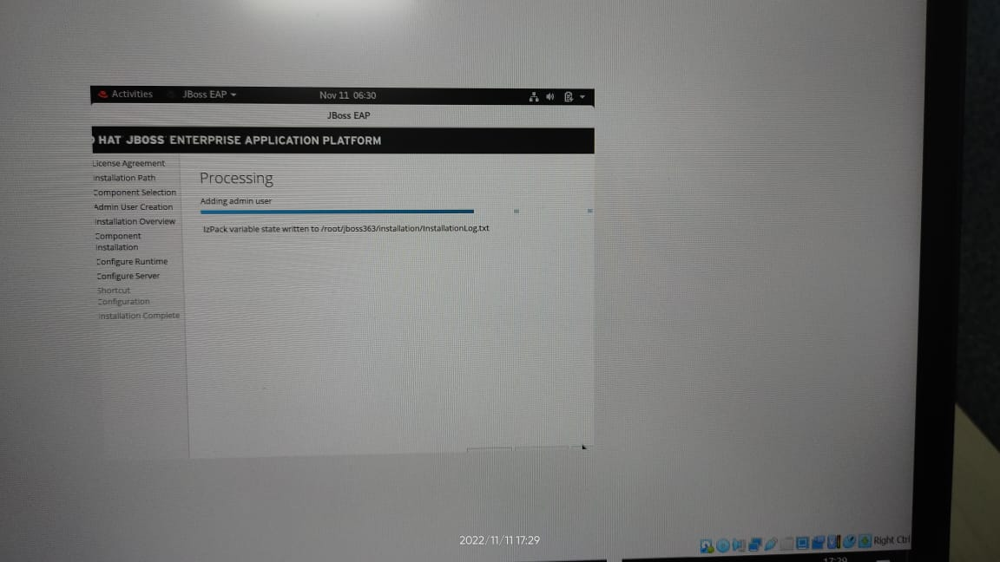 Activities JBoss EAP Nov 11 06:30
JBoss EAP
HAT JBOSS ENTERPRISE APPLICATION PLATFORM
License Agreement
Installation Path
Component Selection
Admin User Creation
Installation Overview
Component
Installation
Configure Runtime
Configure Server
Shortcut
Configuration
Installation Complete
Processing
Adding admin user
IzPack variable state written to /root/jboss363/installation/InstallationLog.txt
2022/11/11 17:29
Right Ctrl
17:29